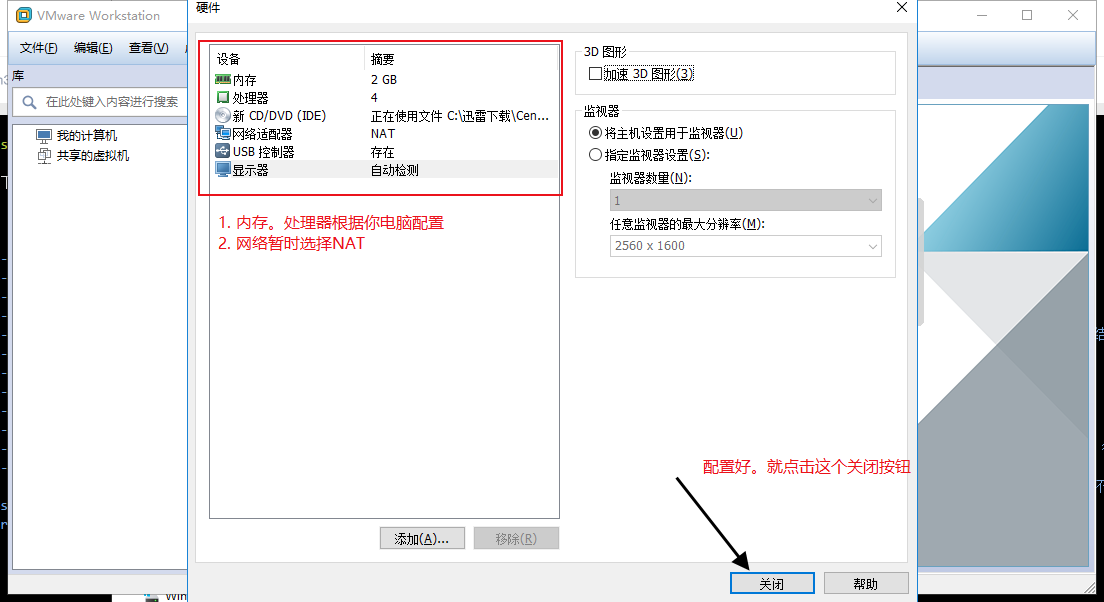 VMware Workstation
文件(F) 编辑(E) 查看(V)
库
在此处键入内容进行搜索
我的计算机
共享的虚拟机
硬件
设备 摘要
内存 2 GB
处理器 4
新 CD/DVD (IDE) 正在使用文件 C:\迅雷下载\Cen...
网络适配器 NAT
USB 控制器 存在
显示器 自动检测
1. 内存。处理器根据你电脑配置
2. 网络暂时选择NAT
添加(A)... 移除(R)
3D 图形
加速 3D 图形(3)
监视器
将主机设置用于监视器(U)
指定监视器设置(S):
监视器数量(N):
1
任意监视器的最大分辨率(M):
2560 x 1600
配置好。就点击这个关闭按钮
关闭 帮助